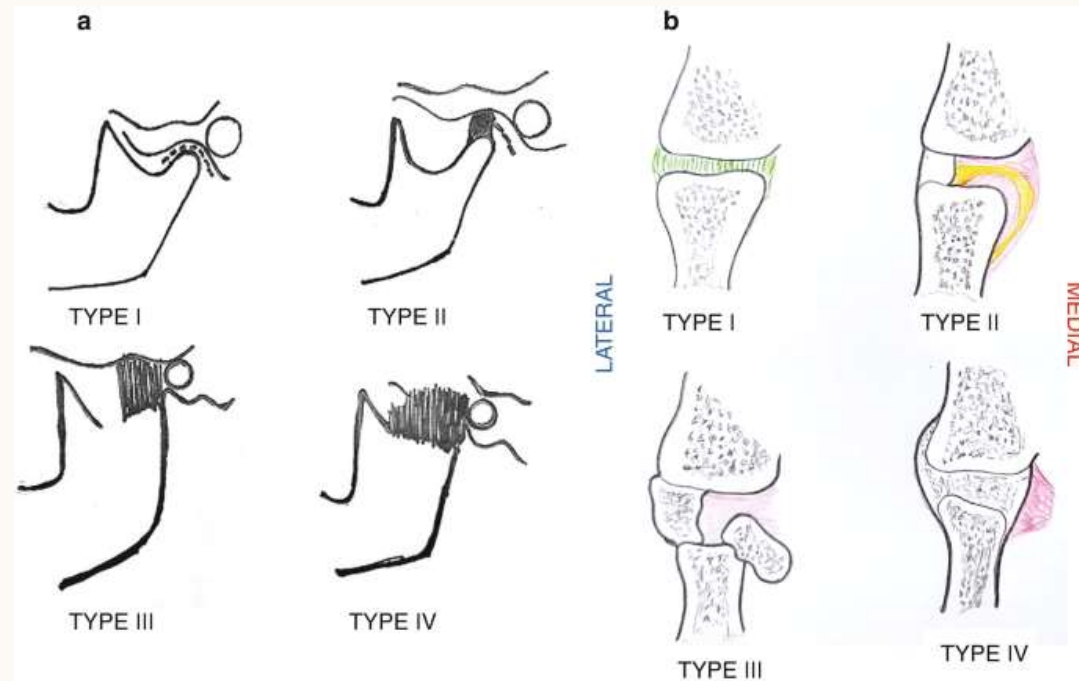 a
TYPE I
TYPE II
TYPE III
TYPE IV
b
LATERAL
MEDIAL
TYPE I
TYPE II
TYPE III
TYPE IV